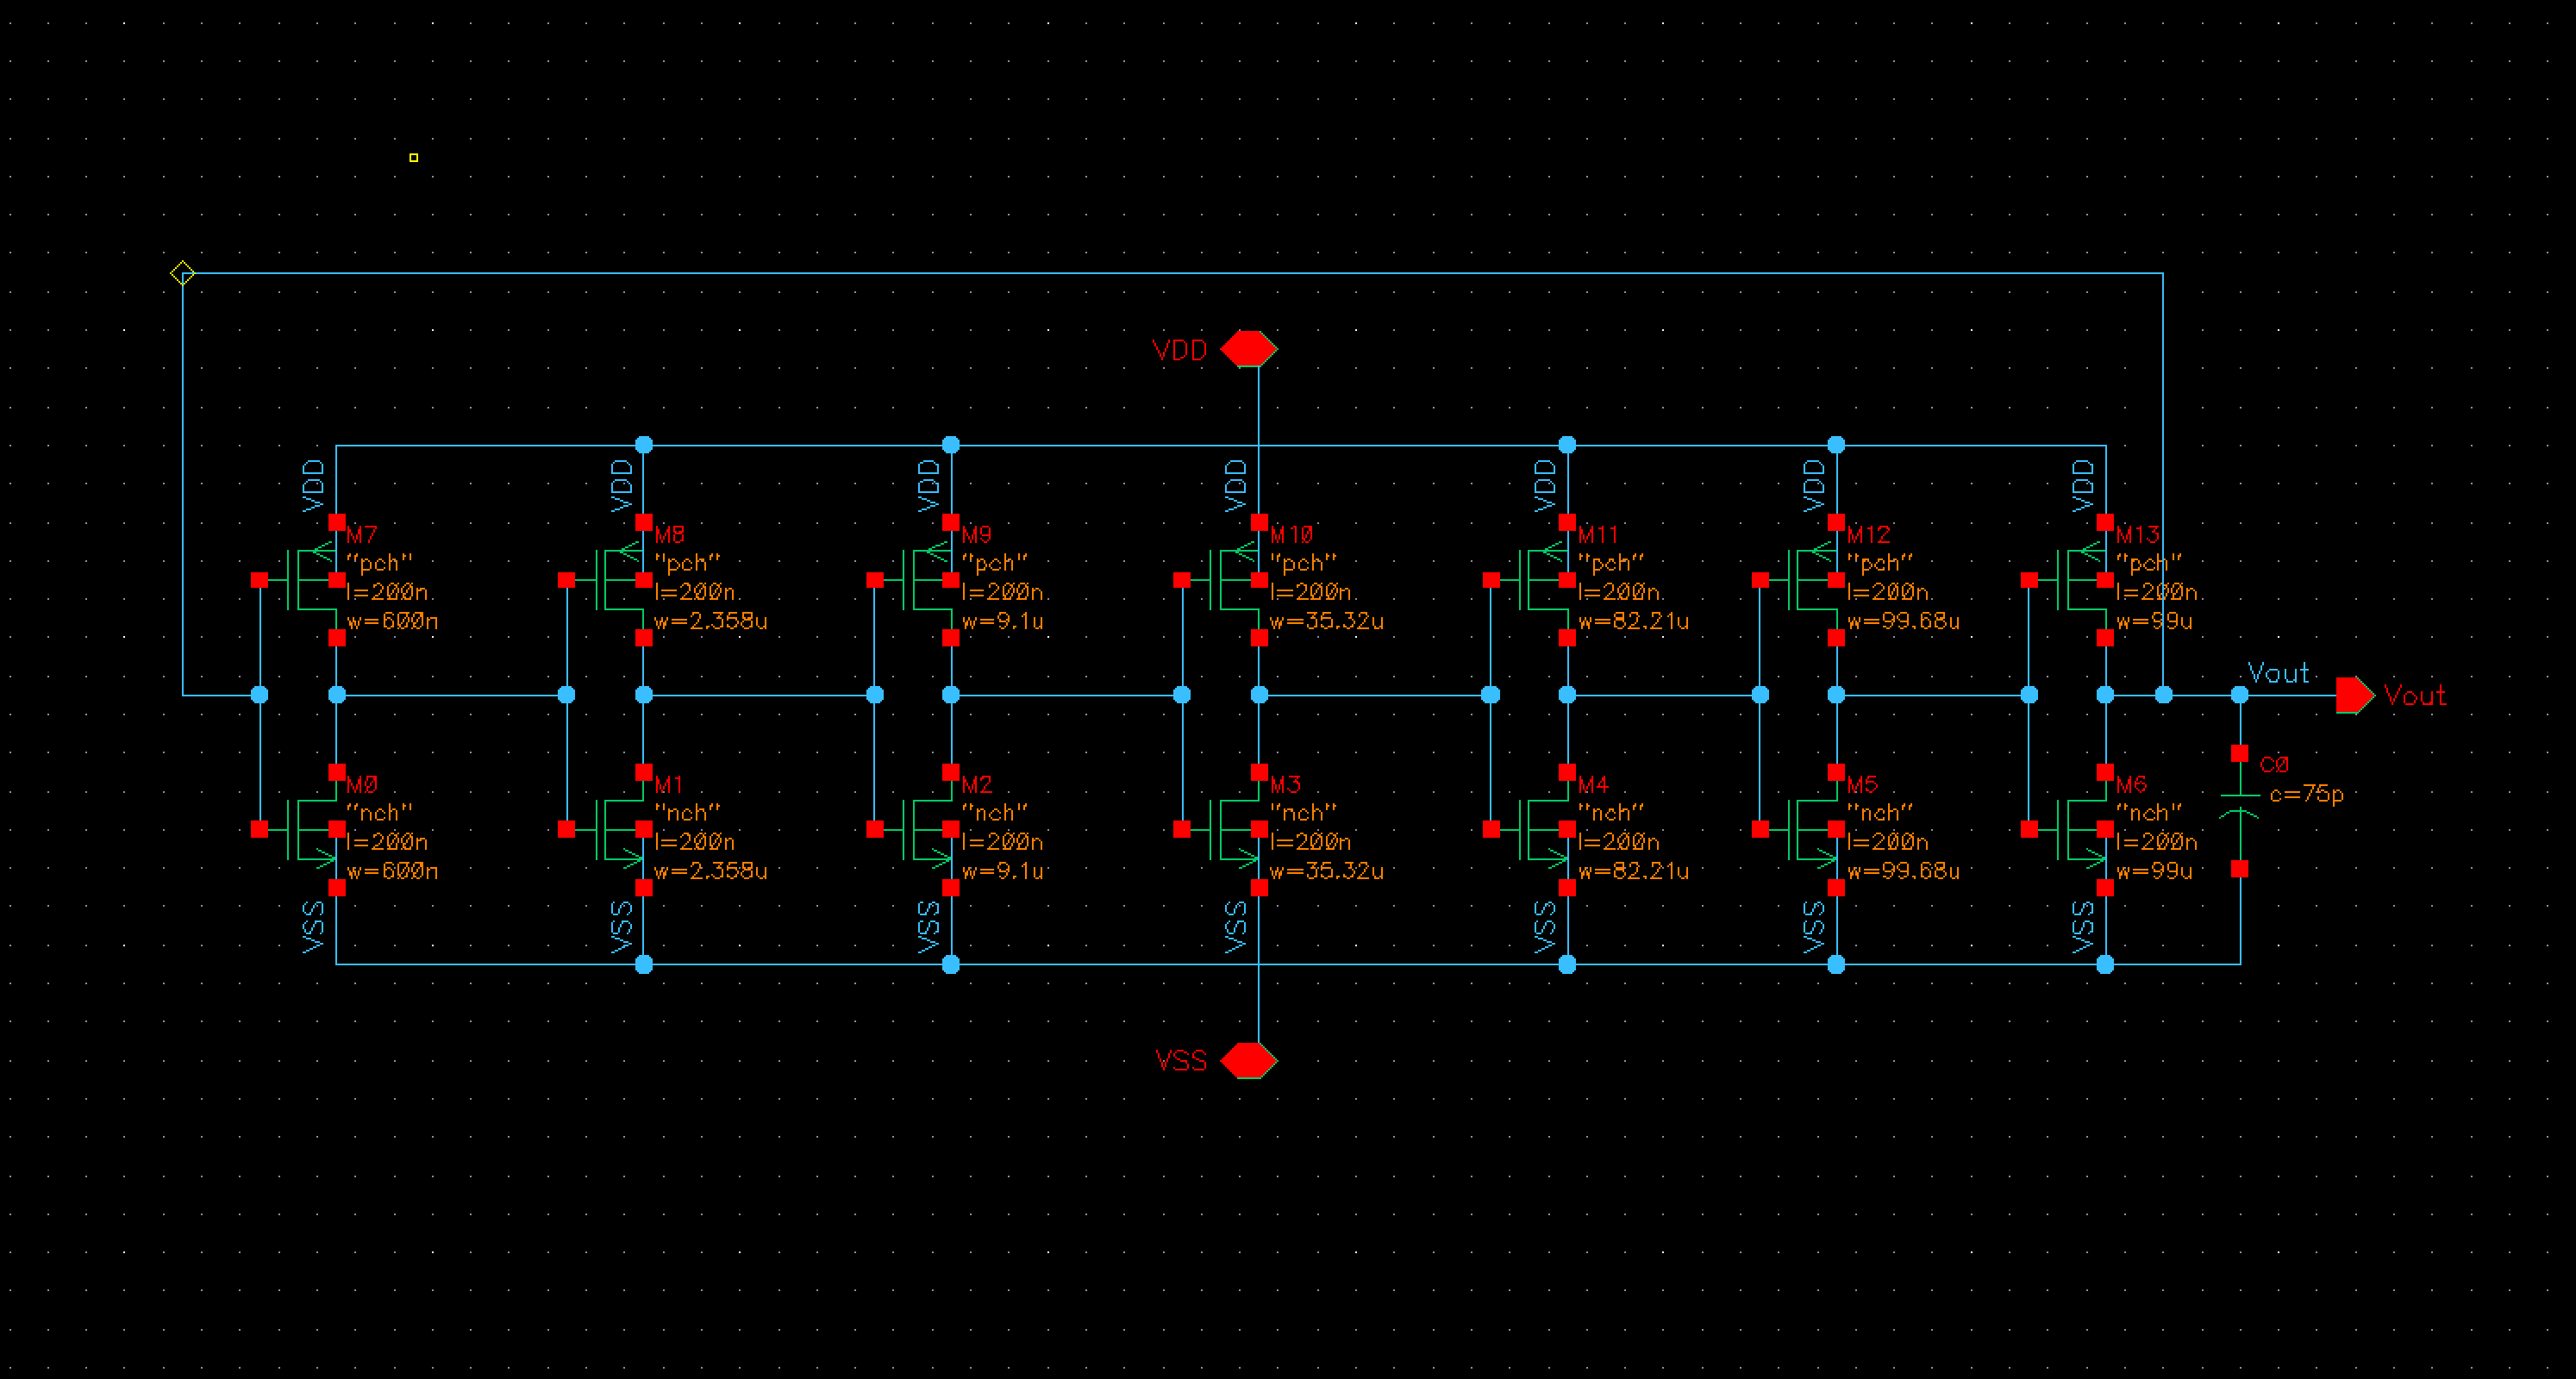 VDD
VDD
VDD
VDD
VDD
VDD
VDD
VDD
M7
"pch"
l=200n
w=600n
M8
"pch"
l=200n
w=2.358u
M9
"pch"
l=200n
w=9.1u
M10
"pch"
l=200n
w=35.32u
M11
"pch"
l=200n
w=82.21u
M12
"pch"
l=200n
w=99.68u
M13
"pch"
l=200n
w=99u
Vout
Vout
M0
"nch"
l=200n
w=600n
M1
"nch"
l=200n
w=2.358u
M2
"nch"
l=200n
w=9.1u
M3
"nch"
l=200n
w=35.32u
M4
"nch"
l=200n
w=82.21u
M5
"nch"
l=200n
w=99.68u
M6
"nch"
l=200n
w=99u
C0
c=75p
VSS
VSS
VSS
VSS
VSS
VSS
VSS
VSS